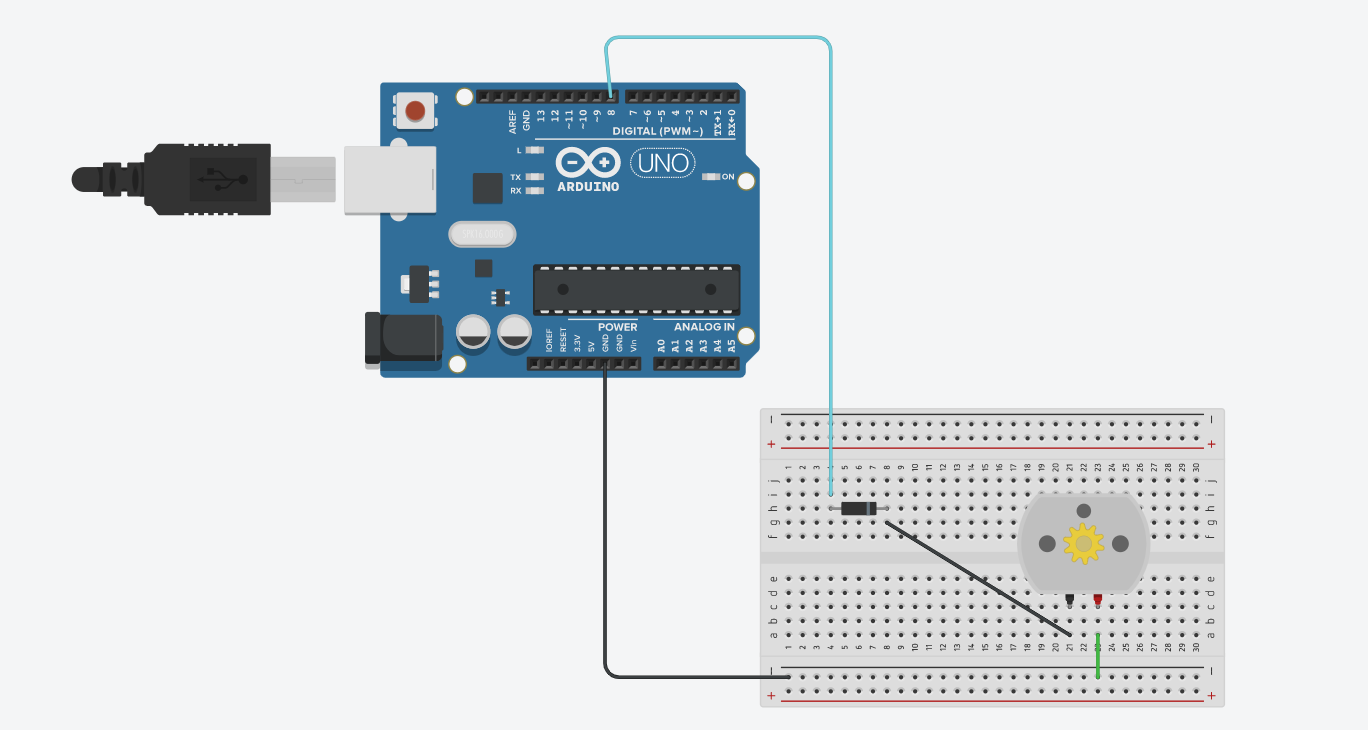 AREF
GND
13
12
~11
~10
~9
8
7
~6
~5
4
~3
2
TX→1
RX←0
DIGITAL (PWM~)
L
TX
RX
ARDUINO
UNO
ON
POWER
ANALOG IN
IOREF
RESET
3.3V
5V
GND
GND
Vin
A0
A1
A2
A3
A4
A5
− −
+ +
1 2 3 4 5 6 7 8 9 10 11 12 13 14 15 16 17 18 19 20 21 22 23 24 25 26 27 28 29 30
j j
i i
h h
g g
f f
e e
d d
c c
b b
a a
1 2 3 4 5 6 7 8 9 10 11 12 13 14 15 16 17 18 19 20 21 22 23 24 25 26 27 28 29 30
− −
+ +